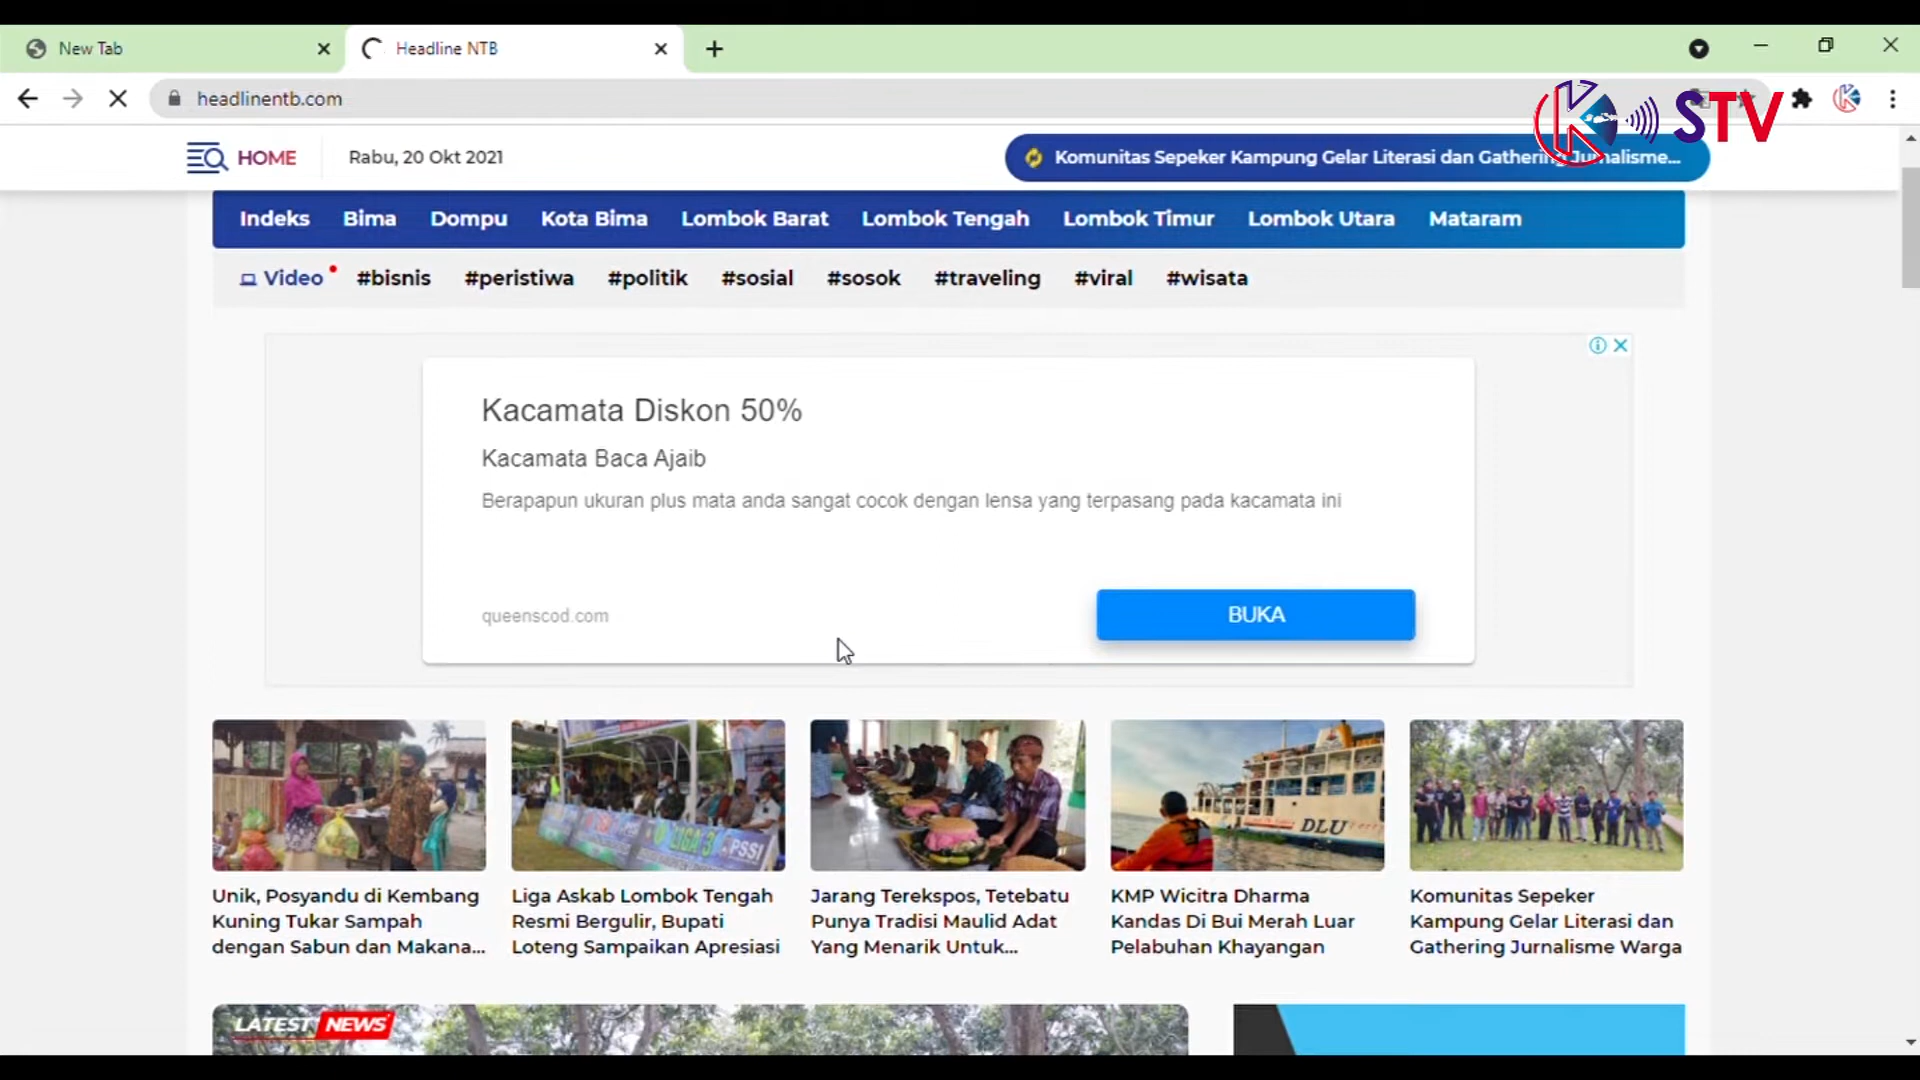 New Tab
Headline NTB
headlinentb.com
STV
HOME
Rabu, 20 Okt 2021
Komunitas Sepeker Kampung Gelar Literasi dan Gathering Jurnalisme...
Indeks Bima Dompu Kota Bima Lombok Barat Lombok Tengah Lombok Timur Lombok Utara Mataram
Video #bisnis #peristiwa #politik #sosial #sosok #traveling #viral #wisata
Kacamata Diskon 50%
Kacamata Baca Ajaib
Berapapun ukuran plus mata anda sangat cocok dengan lensa yang terpasang pada kacamata ini
queenscod.com
BUKA
LIGA 3
PSSI
DLU
Unik, Posyandu di Kembang
Kuning Tukar Sampah
dengan Sabun dan Makana...
Liga Askab Lombok Tengah
Resmi Bergulir, Bupati
Loteng Sampaikan Apresiasi
Jarang Terekspos, Tetebatu
Punya Tradisi Maulid Adat
Yang Menarik Untuk...
KMP Wicitra Dharma
Kandas Di Bui Merah Luar
Pelabuhan Khayangan
Komunitas Sepeker
Kampung Gelar Literasi dan
Gathering Jurnalisme Warga
LATEST NEWS